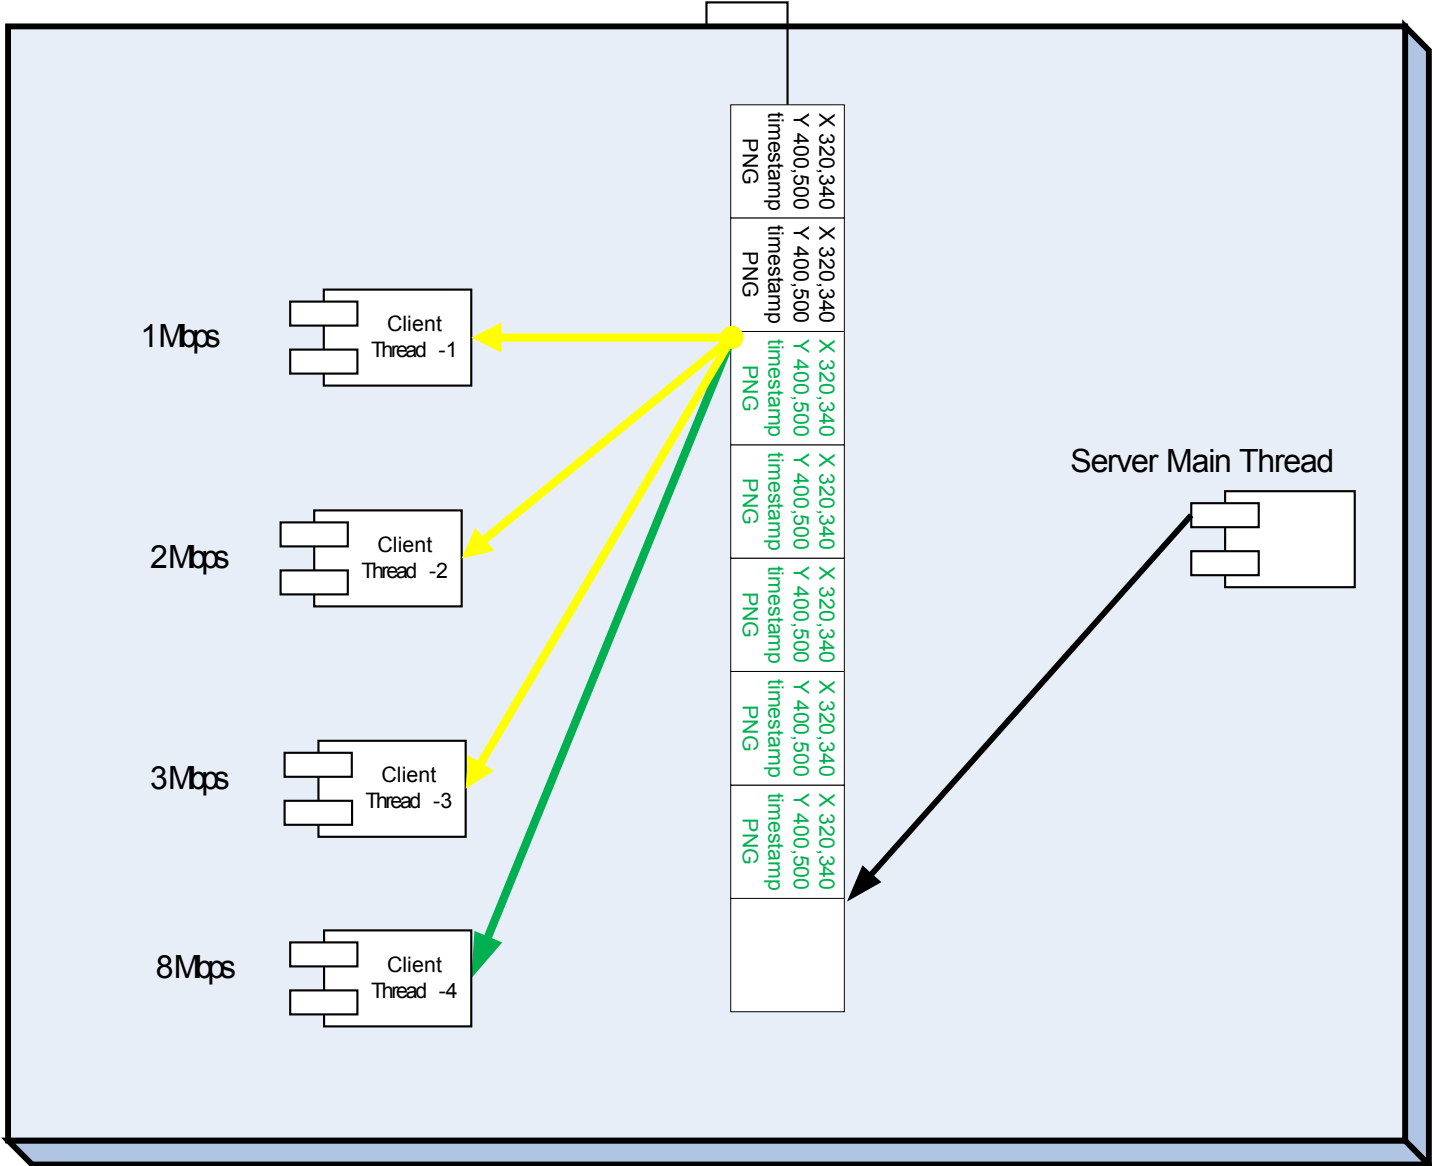 X 320,340
Y 400,500
timestamp
PNG
X 320,340
Y 400,500
timestamp
PNG
X 320,340
Y 400,500
timestamp
PNG
X 320,340
Y 400,500
timestamp
PNG
X 320,340
Y 400,500
timestamp
PNG
X 320,340
Y 400,500
timestamp
PNG
X 320,340
Y 400,500
timestamp
PNG
1Mbps
Client
Thread -1
2Mbps
Client
Thread -2
3Mbps
Client
Thread -3
8Mbps
Client
Thread -4
Server Main Thread